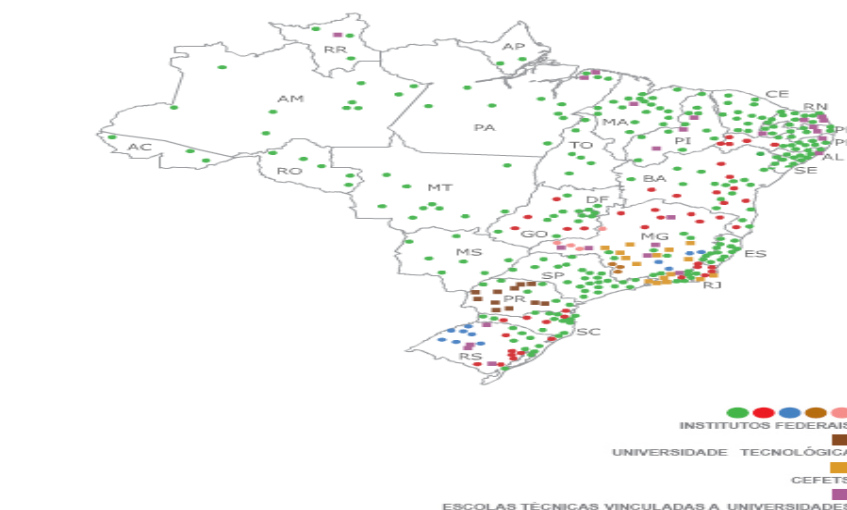 AP
RR
CE
AM
RN
MA
PA
AC
PI
TO
AL
RO
SE
BA
MT
DF
GO
MG
MS
ES
SP
RJ
PR
SC
RS
INSTITUTOS FEDERAIS
UNIVERSIDADE TECNOLÓGICA
CEFETS
ESCOLAS TÉCNICAS VINCULADAS A UNIVERSIDADES